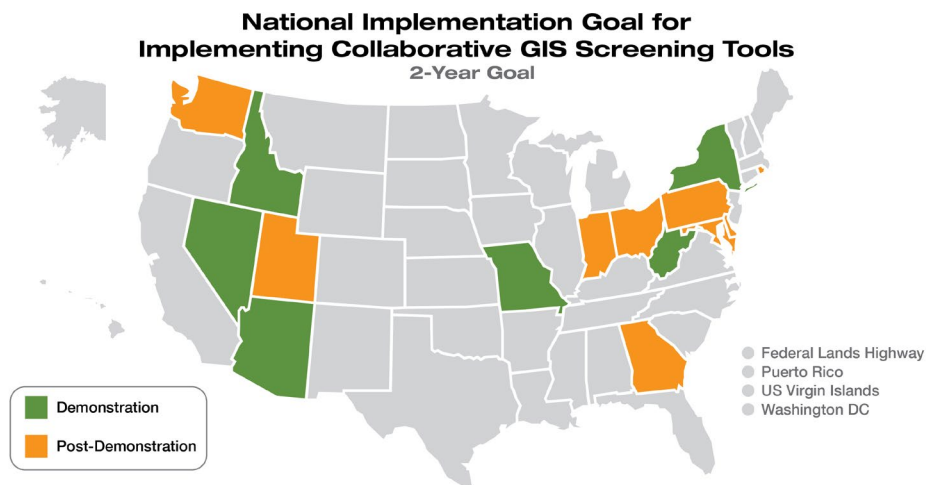 National Implementation Goal for
Implementing Collaborative GIS Screening Tools
2-Year Goal
Federal Lands Highway
Puerto Rico
US Virgin Islands
Washington DC
Demonstration
Post-Demonstration